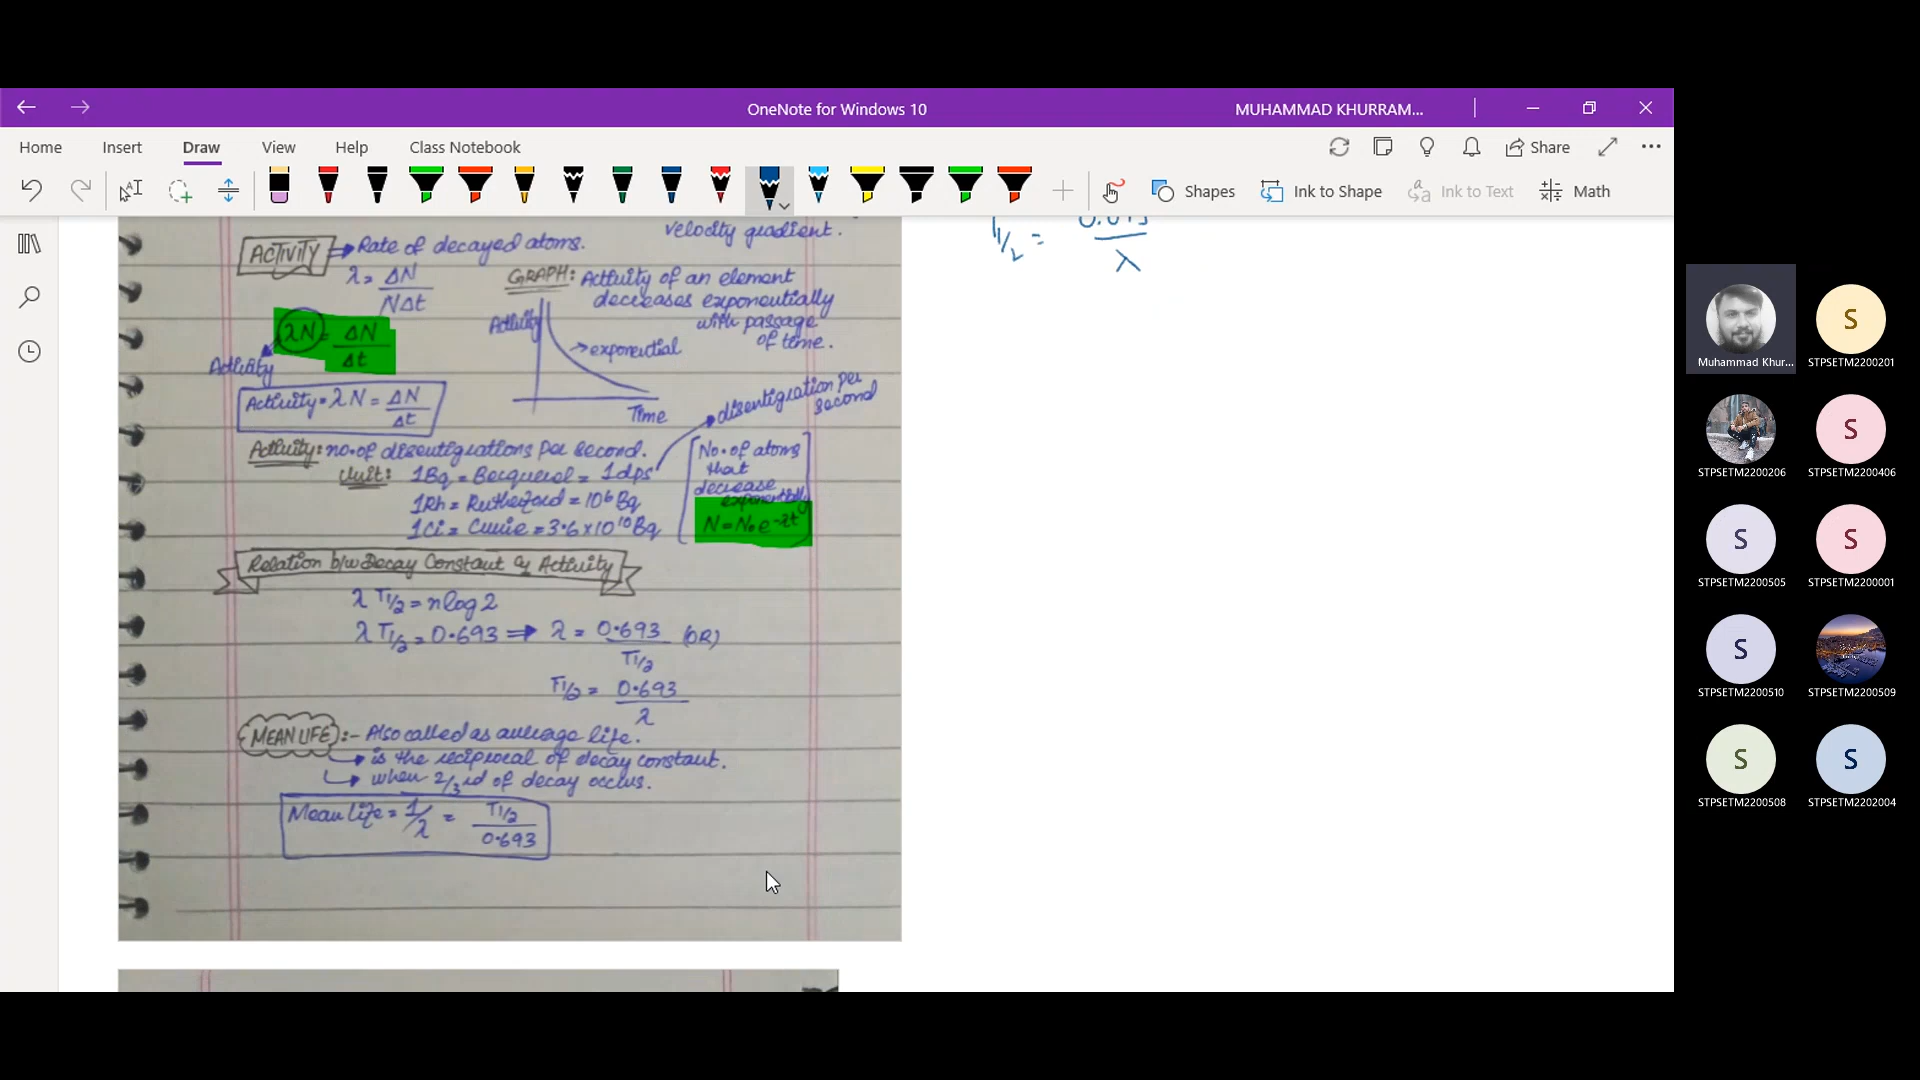 OneNote for Windows 10
MUHAMMAD KHURRAM...
Home Insert Draw View Help Class Notebook
Share
Shapes Ink to Shape Ink to Text Math
velocity gradient.
ACTIVITY → Rate of decayed atoms.
λ = ΔN / NΔt
GRAPH: Activity of an element
decreases exponentially
with passage
of time.
Activity
→ exponential
Time
λN = ΔN / Δt
Activity
Activity = λN = ΔN / Δt
disentigration per
second
Activity: no. of disentigrations per second.
Unit: 1Bq = Becquerel = 1dps
1Rh = Rutherford = 10⁶ Bq
1Ci = Curie = 3.6 x 10¹⁰ Bq
No. of atoms
that
decrease
exponentially
N = N₀e^-λt
Relation b/w Decay Constant & Activity
λ T1/2 = nlog2
λ T1/2 = 0.693 ⇒ λ = 0.693 / T1/2 (OR)
T1/2 = 0.693 / λ
MEAN LIFE :- Also called as average life.
→ is the reciprocal of decay constant.
→ when 2/3rd of decay occurs.
Mean life = 1/λ = T1/2 / 0.693
T1/2 = 0.693 / λ
Muhammad Khur...
STPSETM2200201
STPSETM2200206
STPSETM2200406
STPSETM2200505
STPSETM2200001
STPSETM2200510
STPSETM2200509
STPSETM2200508
STPSETM2202004
S
S
S
S
S
S
S
S